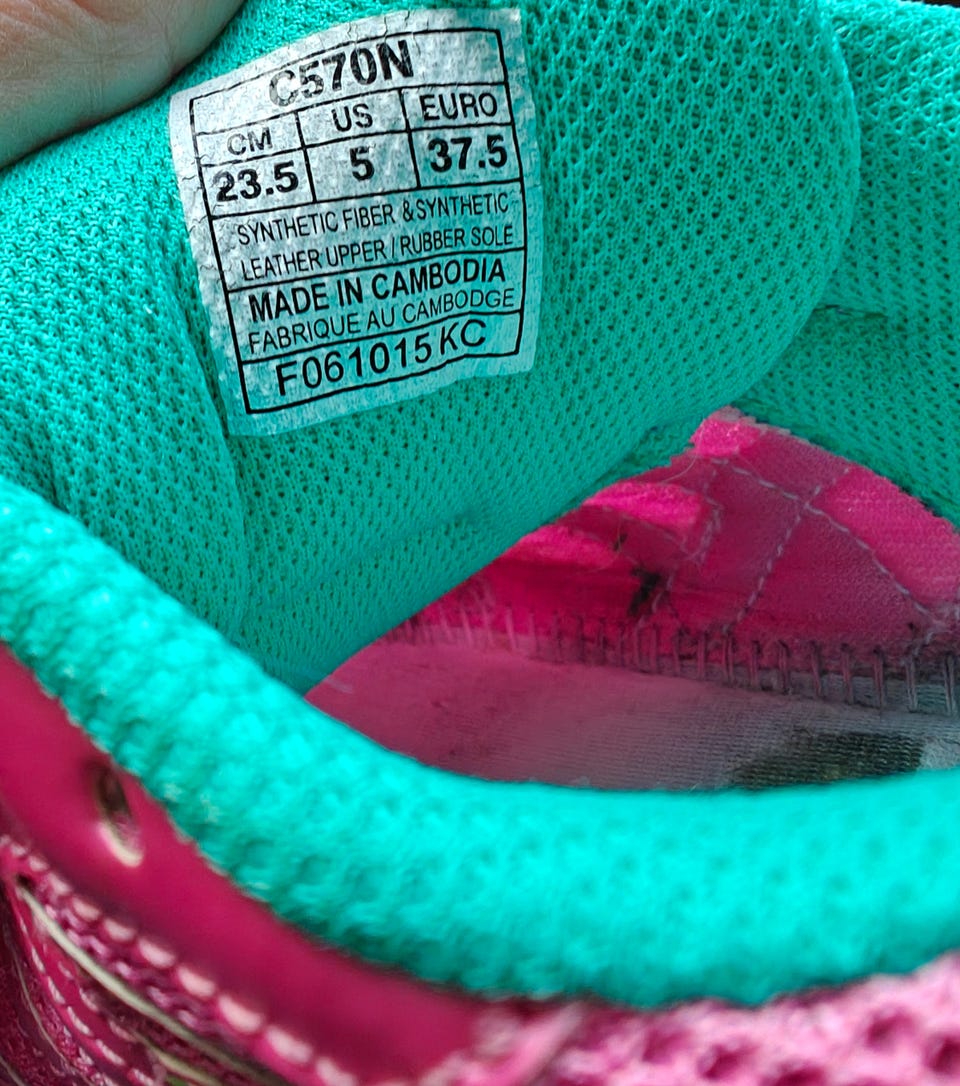 C570N
CM US EURO
23.5 5 37.5
SYNTHETIC FIBER & SYNTHETIC
LEATHER UPPER / RUBBER SOLE
MADE IN CAMBODIA
FABRIQUE AU CAMBODGE
F061015 KC